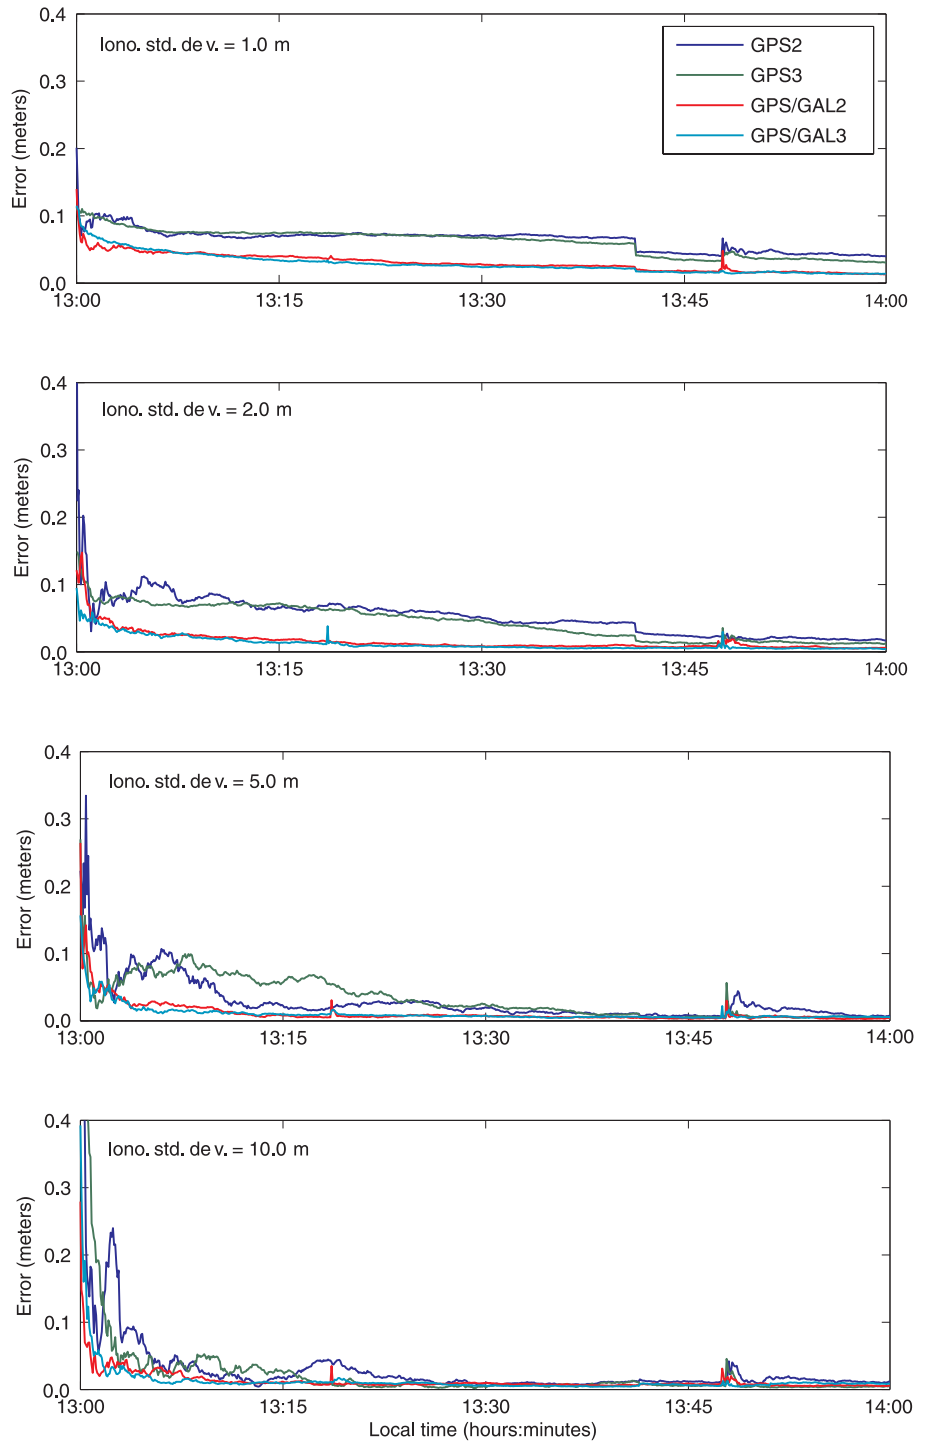 0.4
Iono. std. dev. = 1.0 m
GPS2
GPS3
GPS/GAL2
GPS/GAL3
0.3
0.2
0.1
0.0
Error (meters)
13:00 13:15 13:30 13:45 14:00
0.4
Iono. std. dev. = 2.0 m
0.3
0.2
0.1
0.0
Error (meters)
13:00 13:15 13:30 13:45 14:00
0.4
Iono. std. dev. = 5.0 m
0.3
0.2
0.1
0.0
Error (meters)
13:00 13:15 13:30 13:45 14:00
0.4
Iono. std. dev. = 10.0 m
0.3
0.2
0.1
0.0
Error (meters)
13:00 13:15 13:30 13:45 14:00
Local time (hours:minutes)